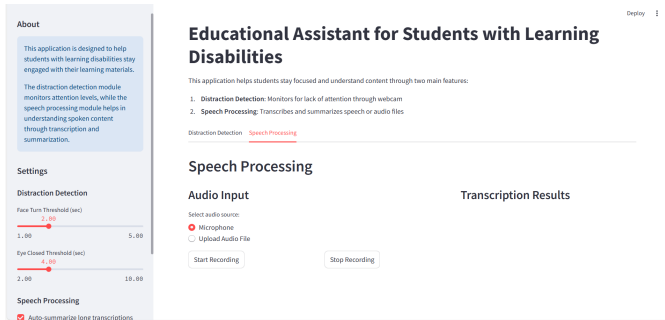 Deploy
About
This application is designed to help
students with learning disabilities stay
engaged with their learning materials.
The distraction detection module
monitors attention levels, while the
speech processing module helps in
understanding spoken content
through transcription and
summarization.
Settings
Distraction Detection
Face Turn Threshold (sec)
2.00
1.00 5.00
Eye Closed Threshold (sec)
4.00
2.00 10.00
Speech Processing
Auto-summarize long transcriptions
Educational Assistant for Students with Learning
Disabilities
This application helps students stay focused and understand content through two main features:
1. Distraction Detection: Monitors for lack of attention through webcam
2. Speech Processing: Transcribes and summarizes speech or audio files
Distraction Detection Speech Processing
Speech Processing
Audio Input
Select audio source:
Microphone
Upload Audio File
Start Recording Stop Recording
Transcription Results